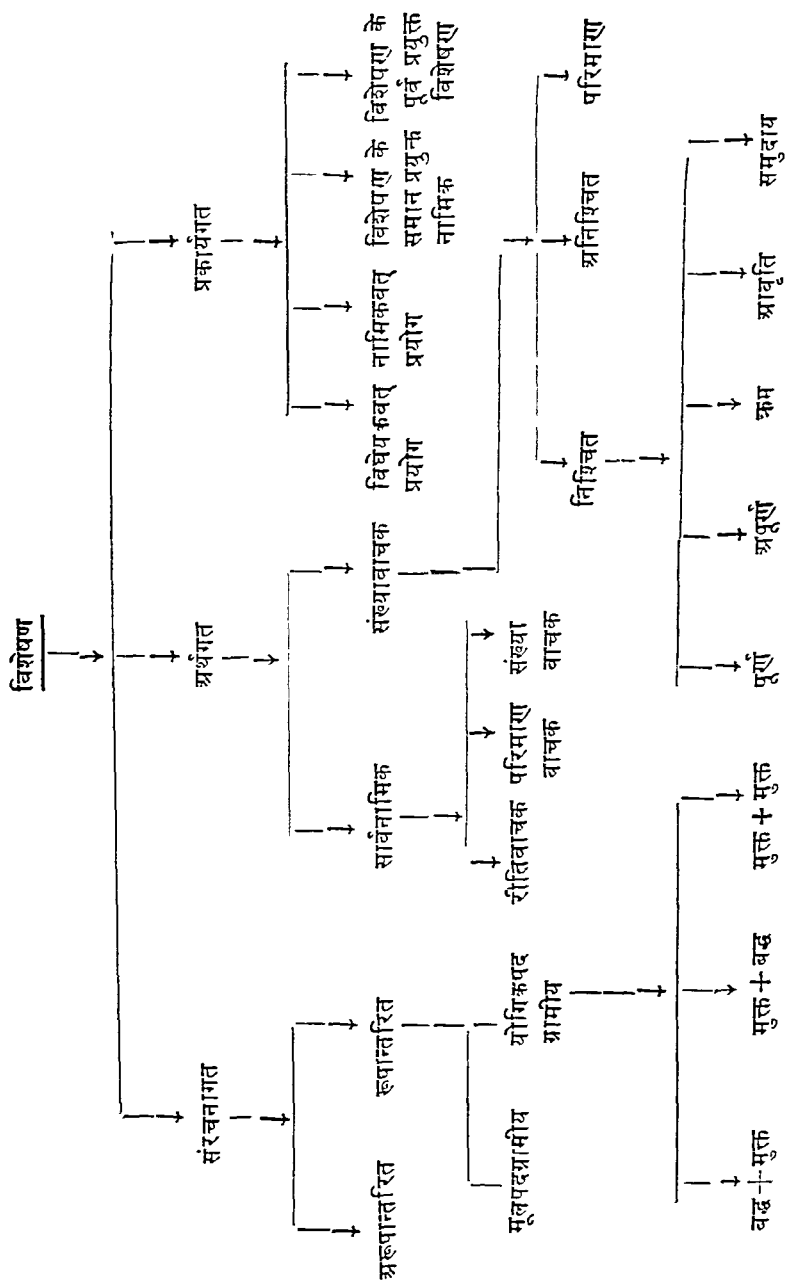 विशेषण
संरचनागत
अर्थगत
प्रकार्यगत
अरूपान्तरित
रूपान्तरित
सार्वनामिक
संख्यावाचक
विधेयकवत् प्रयोग
नामिकवत् प्रयोग
विशेषण के समान प्रयुक्त नामिक
विशेषण के पूर्व प्रयुक्त विशेषण
मूलपदग्रामीय
यौगिकपद ग्रामीय
रीतिवाचक
परिमाण वाचक
संख्या वाचक
निश्चित
अनिश्चित
परिमाण
बद्ध + मुक्त
मुक्त + बद्ध
मुक्त + मुक्त
पूर्ण
अपूर्ण
क्रम
आवृति
समुदाय